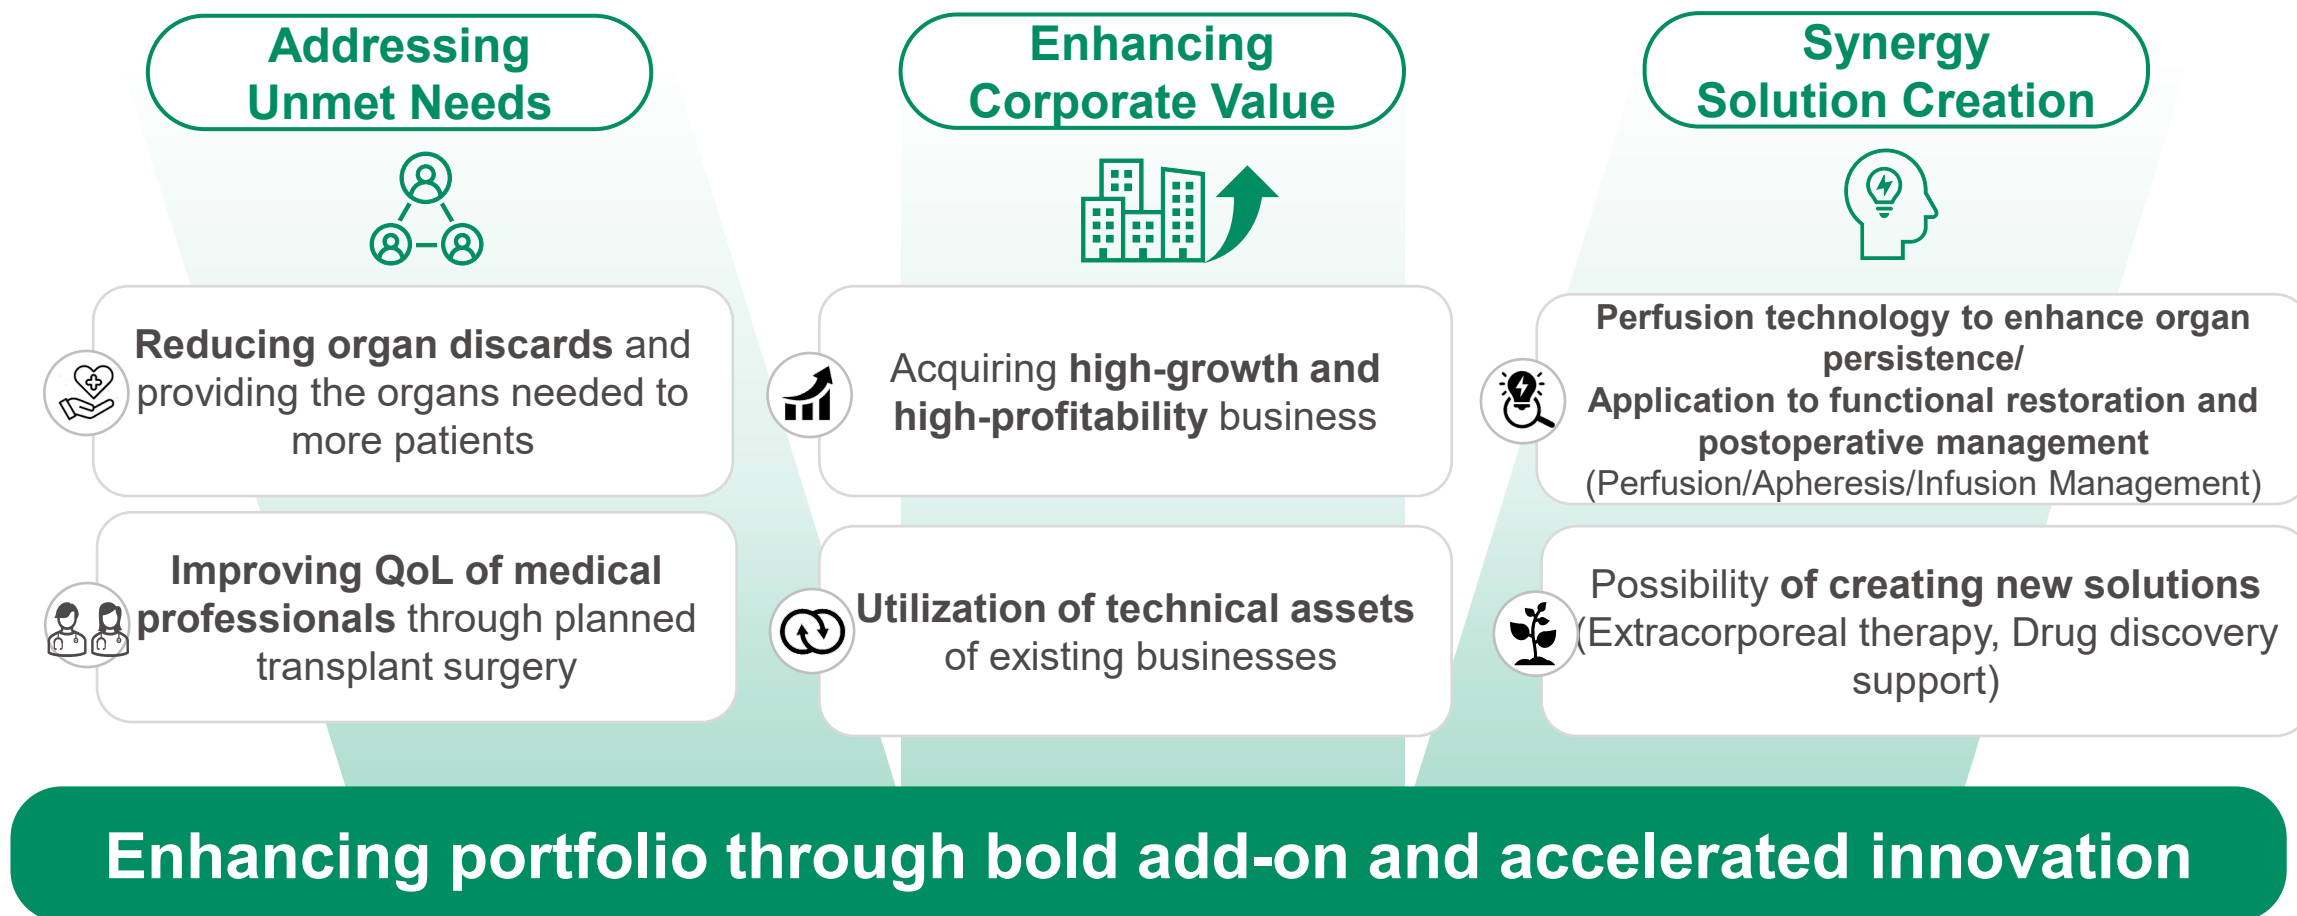 Addressing
Unmet Needs
Enhancing
Corporate Value
Synergy
Solution Creation
Reducing organ discards and
providing the organs needed to
more patients
Improving QoL of medical
professionals through planned
transplant surgery
Acquiring high-growth and
high-profitability business
Utilization of technical assets
of existing businesses
Perfusion technology to enhance organ
persistence/
Application to functional restoration and
postoperative management
(Perfusion/Apheresis/Infusion Management)
Possibility of creating new solutions
(Extracorporeal therapy, Drug discovery
support)
Enhancing portfolio through bold add-on and accelerated innovation